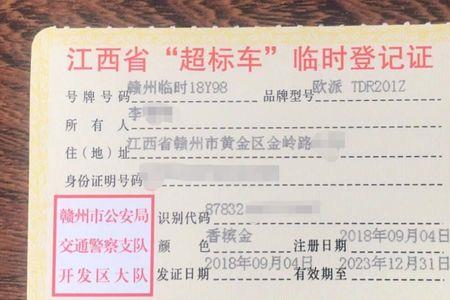 江西省“超标车”临时登记证
号牌号码 赣州临时18Y98 品牌型号 欧派 TDR201Z
所有人 李
住(地)址 江西省赣州市黄金区金岭路
身份证明号码
赣州市公安局
交通警察支队
开发区大队
识别代码 87832
颜色 香槟金 注册日期 2018年09月04日
发证日期 2018年09月04日 有效期至 2023年12月31日